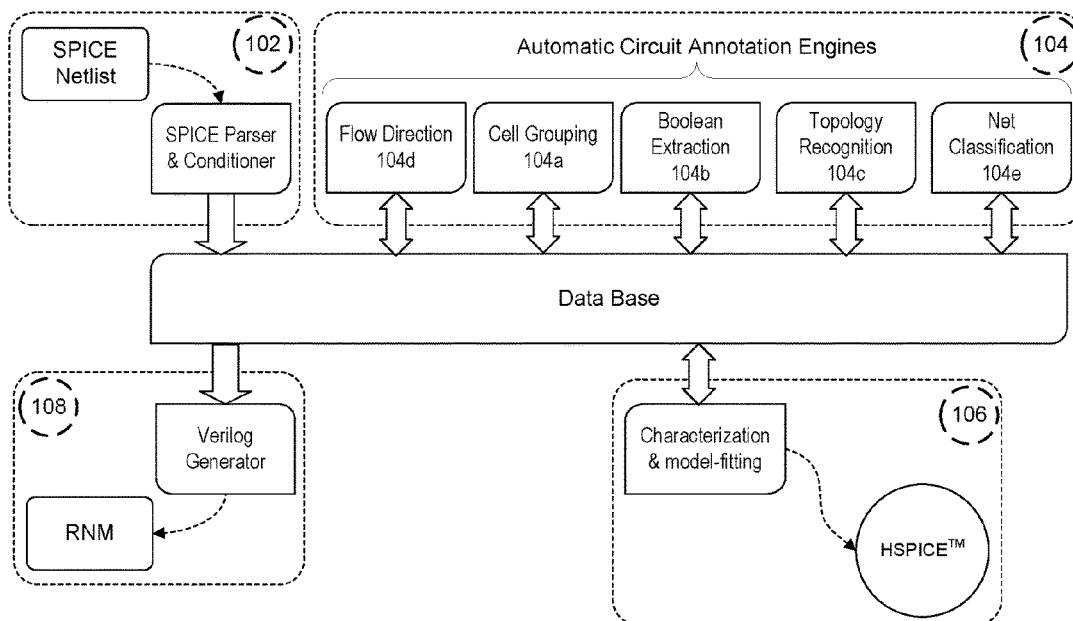 102
SPICE
Netlist
SPICE Parser
& Conditioner
104
Automatic Circuit Annotation Engines
Flow Direction
104d
Cell Grouping
104a
Boolean
Extraction
104b
Topology
Recognition
104c
Net
Classification
104e
Data Base
108
Verilog
Generator
RNM
106
Characterization
& model-fitting
HSPICE™